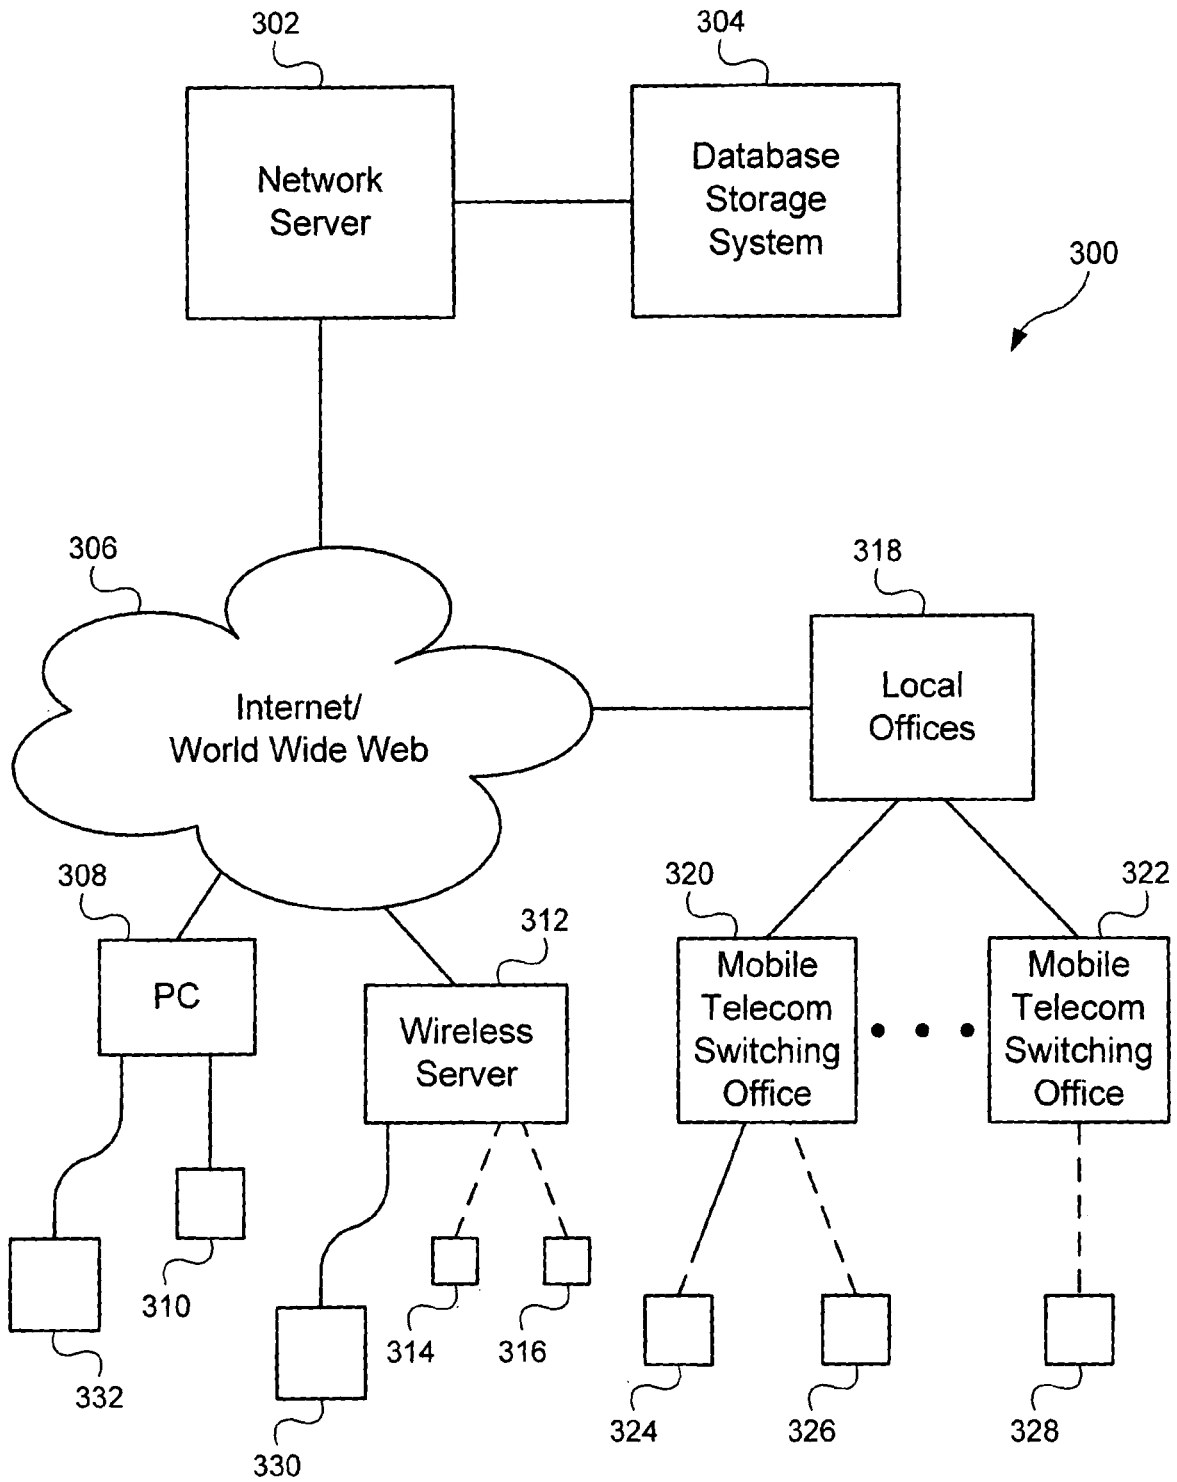 302
304
Network
Server
Database
Storage
System
300
306
318
Internet/
World Wide Web
Local
Offices
308
312
320
322
PC
Wireless
Server
Mobile
Telecom
Switching
Office
Mobile
Telecom
Switching
Office
310
332
314
316
330
324
326
328